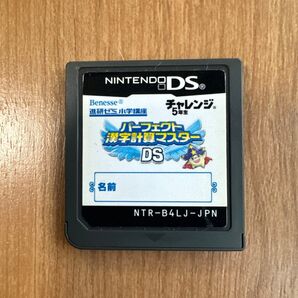 NINTENDO DS™
Benesse®
進研ゼミ小学講座
チャレンジ®
5年生
パーフェクト
漢字計算マスター
DS
名前
NTR-B4LJ-JPN